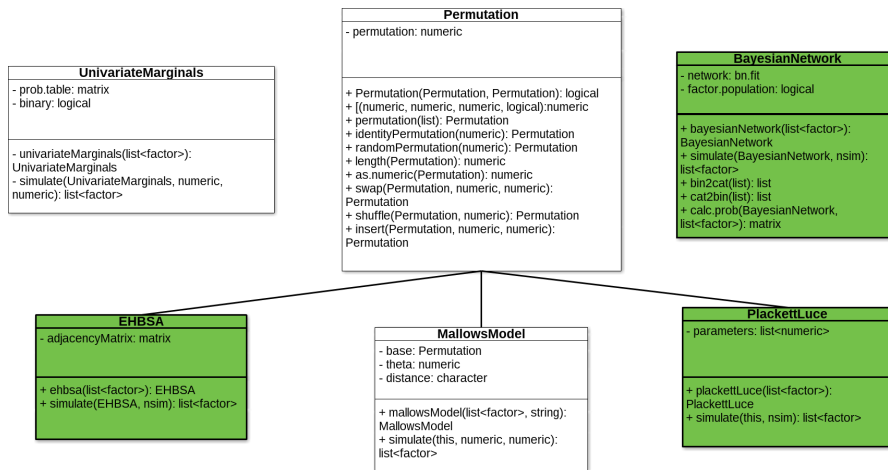 Permutation
- permutation: numeric
+ Permutation(Permutation, Permutation): logical
+ [(numeric, numeric, numeric, logical):numeric
+ permutation(list): Permutation
+ identityPermutation(numeric): Permutation
+ randomPermutation(numeric): Permutation
+ length(Permutation): numeric
+ as.numeric(Permutation): numeric
+ swap(Permutation, numeric, numeric):
Permutation
+ shuffle(Permutation, numeric): Permutation
+ insert(Permutation, numeric, numeric):
Permutation
UnivariateMarginals
- prob.table: matrix
- binary: logical
- univariateMarginals(list<factor>):
UnivariateMarginals
- simulate(UnivariateMarginals, numeric,
numeric): list<factor>
BayesianNetwork
- network: bn.fit
- factor.population: logical
+ bayesianNetwork(list<factor>):
BayesianNetwork
+ simulate(BayesianNetwork, nsim):
list<factor>
+ bin2cat(list): list
+ cat2bin(list): list
+ calc.prob(BayesianNetwork,
list<factor>): matrix
EHBSA
- adjacencyMatrix: matrix
+ ehbsa(list<factor>): EHBSA
+ simulate(EHBSA, nsim): list<factor>
MallowsModel
- base: Permutation
- theta: numeric
- distance: character
+ mallowsModel(list<factor>, string):
MallowsModel
+ simulate(this, numeric, numeric):
list<factor>
PlackettLuce
- parameters: list<numeric>
+ plackettLuce(list<factor>):
PlackettLuce
+ simulate(this, nsim): list<factor>